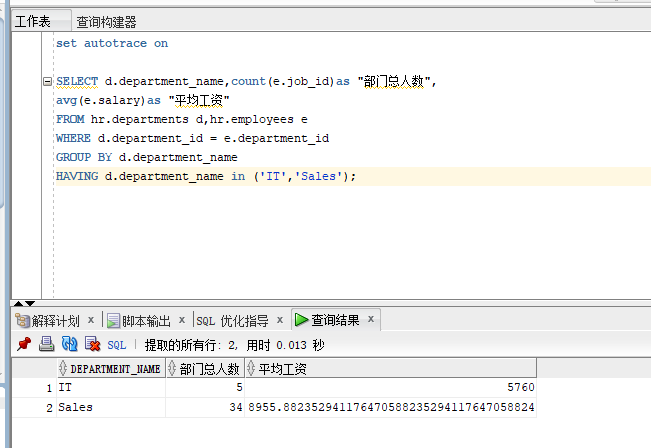 工作表 查询构建器
set autotrace on
SELECT d.department_name,count(e.job_id)as "部门总人数",
avg(e.salary)as "平均工资"
FROM hr.departments d,hr.employees e
WHERE d.department_id = e.department_id
GROUP BY d.department_name
HAVING d.department_name in ('IT','Sales');
解释计划 x 脚本输出 x SQL 优化指导 x 查询结果 x
SQL 提取的所有行: 2, 用时 0.013 秒
DEPARTMENT_NAME 部门总人数 平均工资
1 IT 5 5760
2 Sales 34 8955.88235294117647058823529411764705882